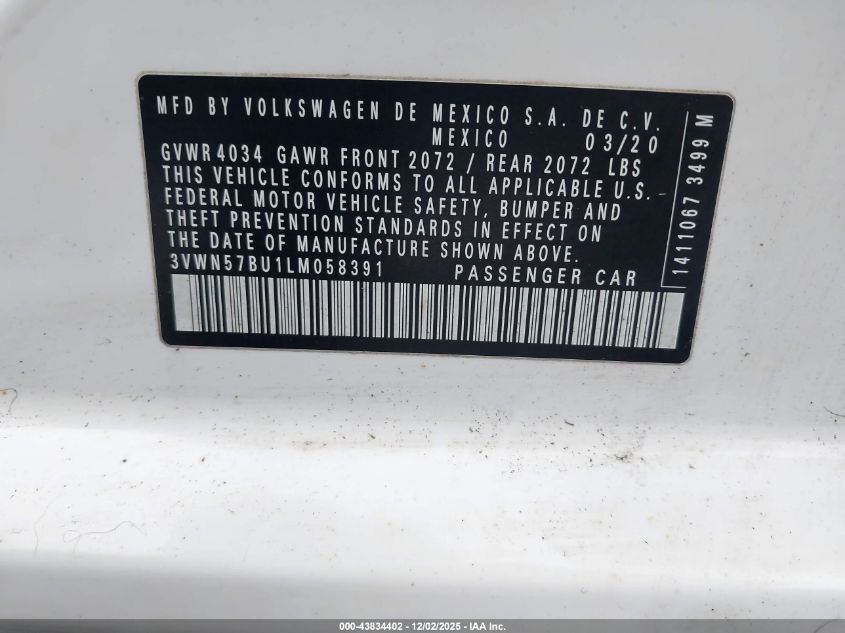 MFD BY VOLKSWAGEN DE MEXICO S.A. DE C.V.
MEXICO 03/20
GVWR 4034 GAWR FRONT 2072 / REAR 2072 LBS
THIS VEHICLE CONFORMS TO ALL APPLICABLE U.S.
FEDERAL MOTOR VEHICLE SAFETY, BUMPER AND
THEFT PREVENTION STANDARDS IN EFFECT ON
THE DATE OF MANUFACTURE SHOWN ABOVE.
3VWN57BU1LM058391 PASSENGER CAR
1411067 3499 M
000-43834402 - 12/02/2025 - IAA Inc.